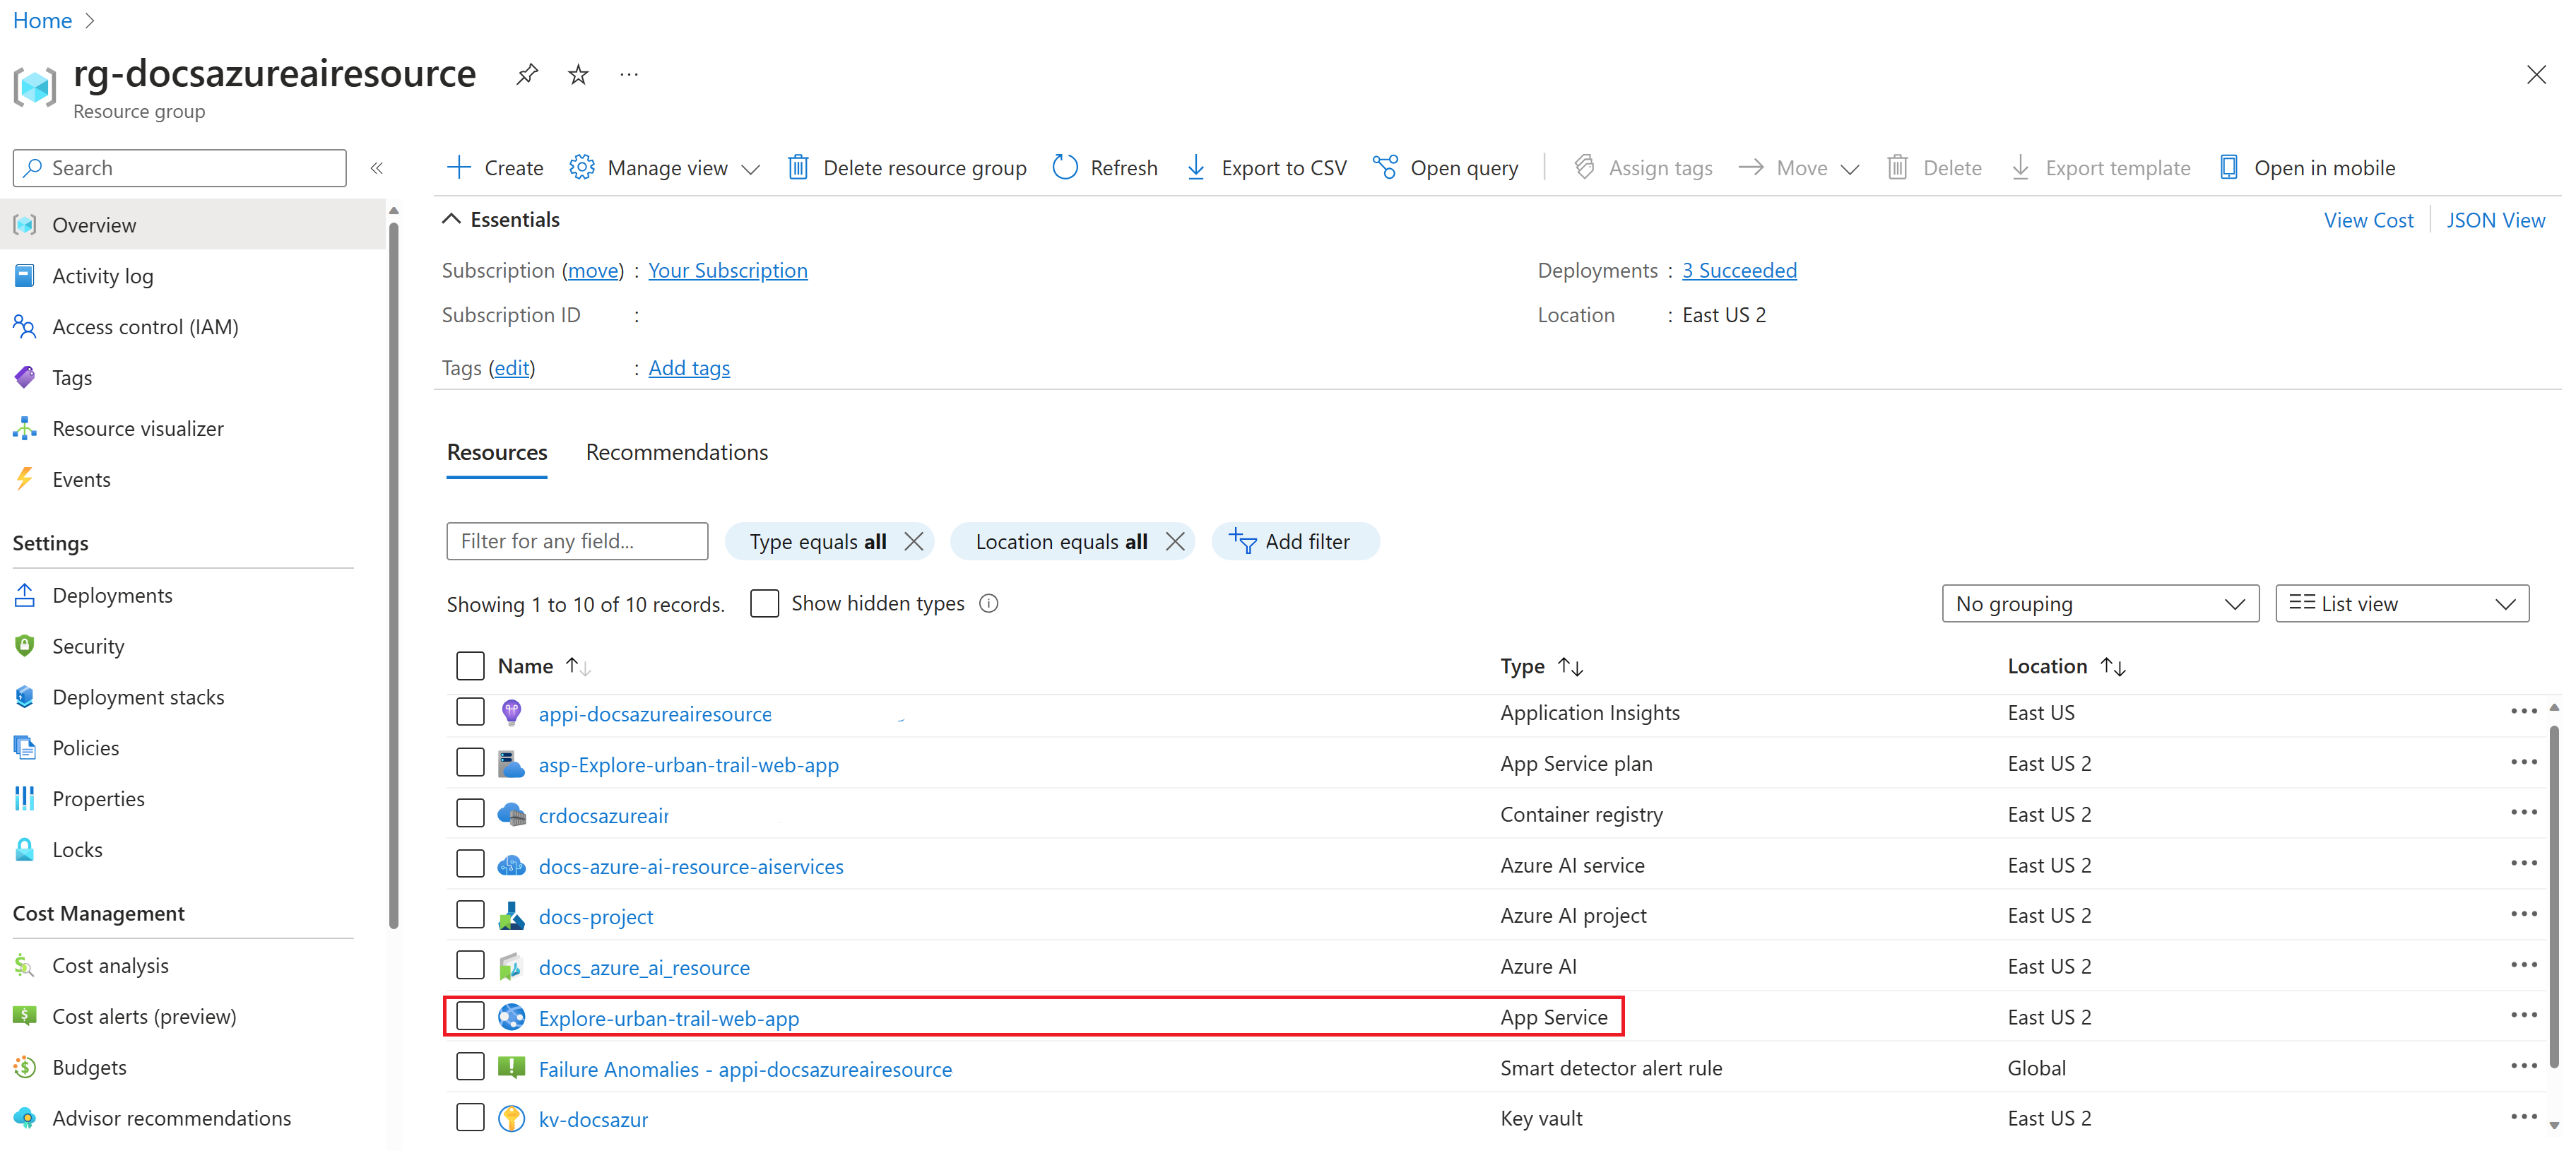 Home
rg-docsazureairesource
Resource group
Search
Overview
Activity log
Access control (IAM)
Tags
Resource visualizer
Events
Settings
Deployments
Security
Deployment stacks
Policies
Properties
Locks
Cost Management
Cost analysis
Cost alerts (preview)
Budgets
Advisor recommendations
Create Manage view Delete resource group Refresh Export to CSV Open query Assign tags Move Delete Export template Open in mobile
Essentials View Cost JSON View
Subscription (move) : Your Subscription Deployments : 3 Succeeded
Subscription ID : Location : East US 2
Tags (edit) : Add tags
Resources Recommendations
Filter for any field... Type equals all Location equals all Add filter
Showing 1 to 10 of 10 records. Show hidden types No grouping List view
Name Type Location
appi-docsazureairesource Application Insights East US
asp-Explore-urban-trail-web-app App Service plan East US 2
crdocsazureair Container registry East US 2
docs-azure-ai-resource-aiservices Azure AI service East US 2
docs-project Azure AI project East US 2
docs_azure_ai_resource Azure AI East US 2
Explore-urban-trail-web-app App Service East US 2
Failure Anomalies - appi-docsazureairesource Smart detector alert rule Global
kv-docsazur Key vault East US 2